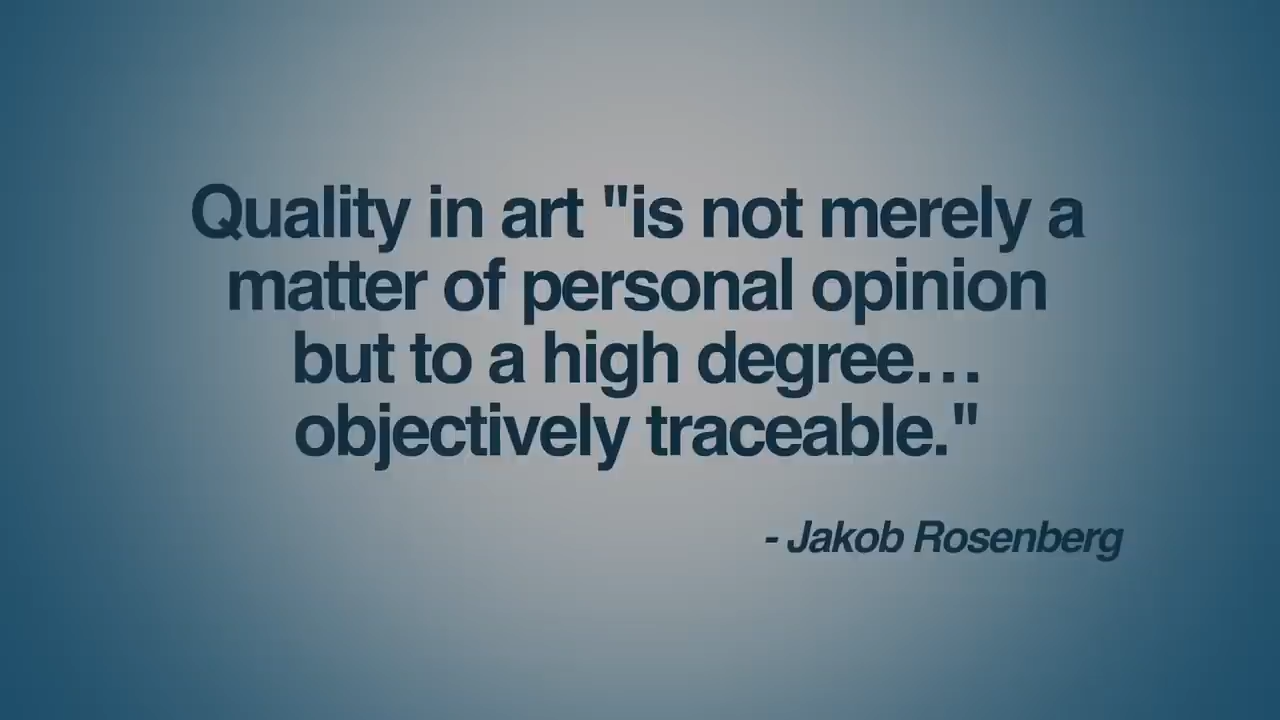 Quality in art "is not merely a
matter of personal opinion
but to a high degree…
objectively traceable."
- Jakob Rosenberg